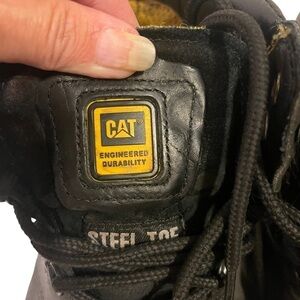 CAT
ENGINEERED
DURABILITY
STEEL TOE